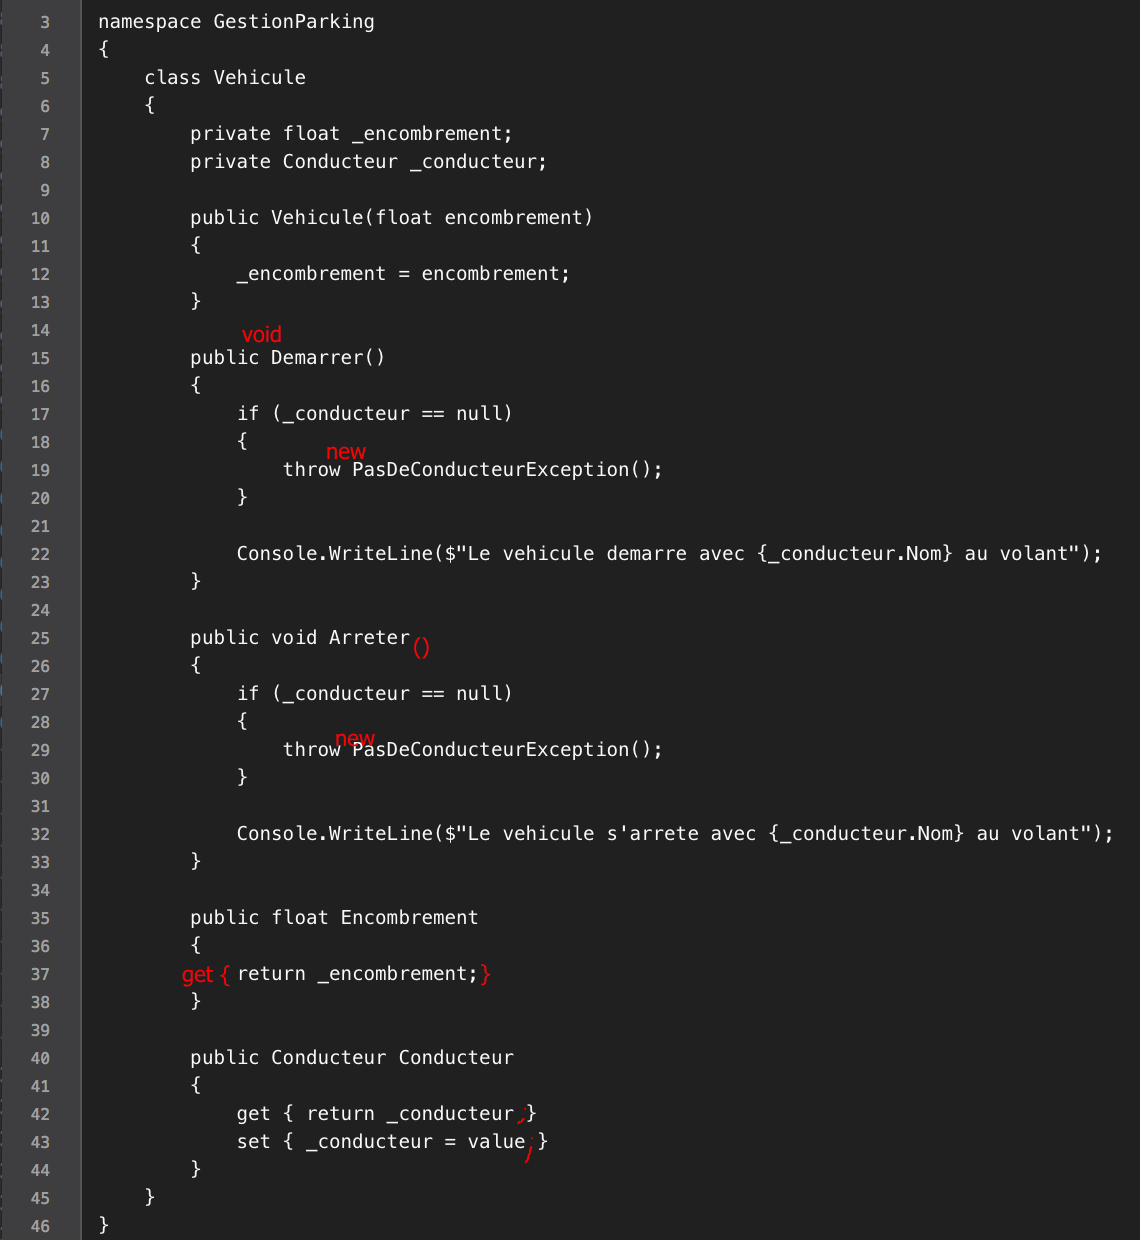 3 namespace GestionParking
4 {
5 class Vehicule
6 {
7 private float _encombrement;
8 private Conducteur _conducteur;
9
10 public Vehicule(float encombrement)
11 {
12 _encombrement = encombrement;
13 }
14
void
15 public Demarrer()
16 {
17 if (_conducteur == null)
18 {
new
19 throw PasDeConducteurException();
20 }
21
22 Console.WriteLine($"Le vehicule demarre avec {_conducteur.Nom} au volant");
23 }
24
25 public void Arreter()
26 {
27 if (_conducteur == null)
28 {
new
29 throw PasDeConducteurException();
30 }
31
32 Console.WriteLine($"Le vehicule s'arrete avec {_conducteur.Nom} au volant");
33 }
34
35 public float Encombrement
36 {
37 get { return _encombrement; }
38 }
39
40 public Conducteur Conducteur
41 {
42 get { return _conducteur ; }
43 set { _conducteur = value; }
44 }
45 }
46 }